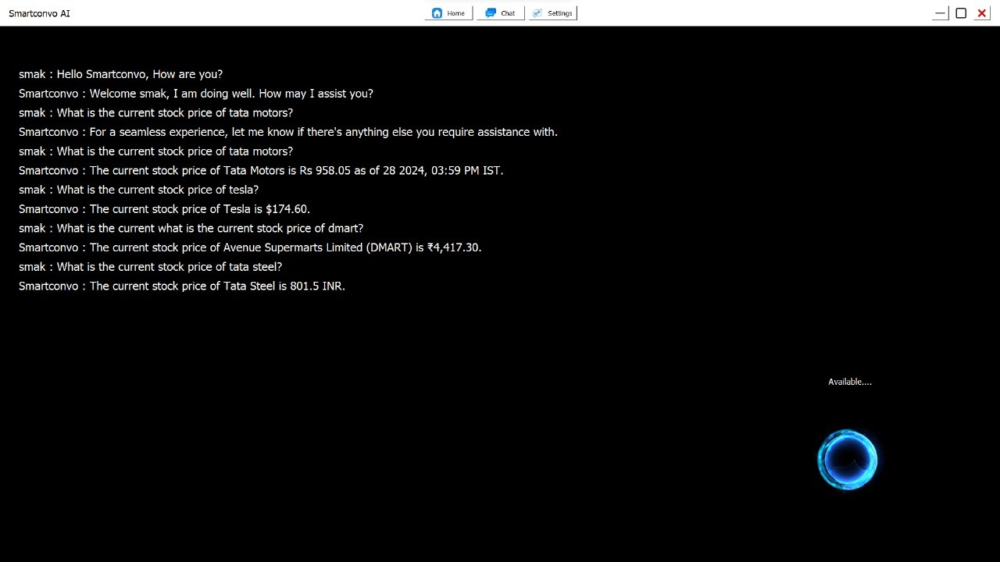 Smartconvo AI
Home
Chat
Settings
smak : Hello Smartconvo, How are you?
Smartconvo : Welcome smak, I am doing well. How may I assist you?
smak : What is the current stock price of tata motors?
Smartconvo : For a seamless experience, let me know if there's anything else you require assistance with.
smak : What is the current stock price of tata motors?
Smartconvo : The current stock price of Tata Motors is Rs 958.05 as of 28 2024, 03:59 PM IST.
smak : What is the current stock price of tesla?
Smartconvo : The current stock price of Tesla is $174.60.
smak : What is the current what is the current stock price of dmart?
Smartconvo : The current stock price of Avenue Supermarts Limited (DMART) is ₹4,417.30.
smak : What is the current stock price of tata steel?
Smartconvo : The current stock price of Tata Steel is 801.5 INR.
Available....